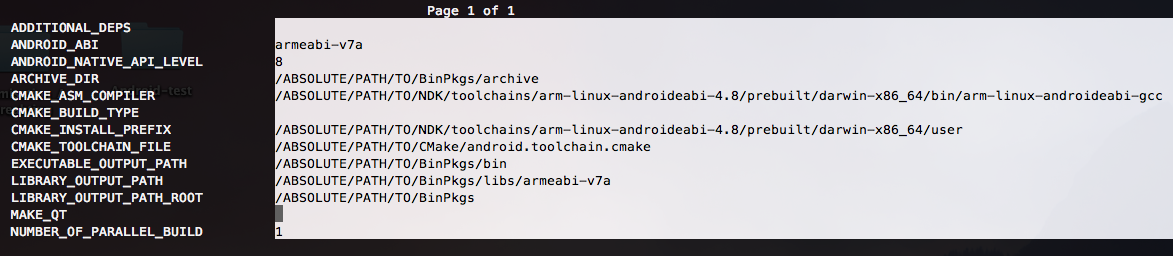 Page 1 of 1
ADDITIONAL_DEPS
ANDROID_ABI armeabi-v7a
ANDROID_NATIVE_API_LEVEL 8
ARCHIVE_DIR /ABSOLUTE/PATH/TO/BinPkgs/archive
CMAKE_ASM_COMPILER /ABSOLUTE/PATH/TO/NDK/toolchains/arm-linux-androideabi-4.8/prebuilt/darwin-x86_64/bin/arm-linux-androideabi-gcc
CMAKE_BUILD_TYPE
CMAKE_INSTALL_PREFIX /ABSOLUTE/PATH/TO/NDK/toolchains/arm-linux-androideabi-4.8/prebuilt/darwin-x86_64/user
CMAKE_TOOLCHAIN_FILE /ABSOLUTE/PATH/TO/CMake/android.toolchain.cmake
EXECUTABLE_OUTPUT_PATH /ABSOLUTE/PATH/TO/BinPkgs/bin
LIBRARY_OUTPUT_PATH /ABSOLUTE/PATH/TO/BinPkgs/libs/armeabi-v7a
LIBRARY_OUTPUT_PATH_ROOT /ABSOLUTE/PATH/TO/BinPkgs
MAKE_QT
NUMBER_OF_PARALLEL_BUILD 1